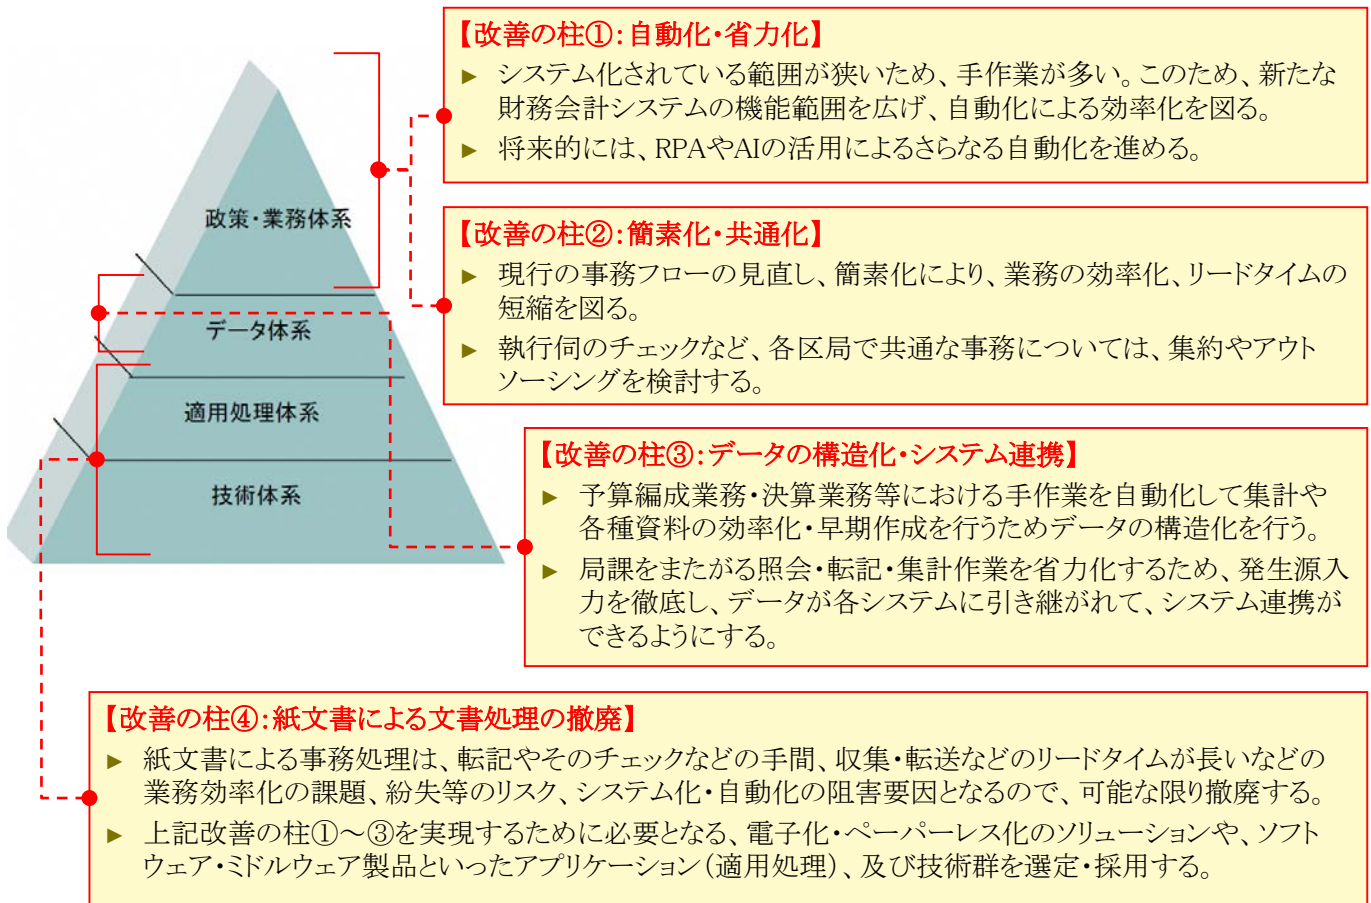 【改善の柱①：自動化・省力化】
► システム化されている範囲が狭いため、手作業が多い。このため、新たな
財務会計システムの機能範囲を広げ、自動化による効率化を図る。
► 将来的には、RPAやAIの活用によるさらなる自動化を進める。
政策・業務体系
データ体系
適用処理体系
技術体系
【改善の柱②：簡素化・共通化】
► 現行の事務フローの見直し、簡素化により、業務の効率化、リードタイムの
短縮を図る。
► 執行伺のチェックなど、各区局で共通な事務については、集約やアウト
ソーシングを検討する。
【改善の柱③：データの構造化・システム連携】
► 予算編成業務・決算業務等における手作業を自動化して集計や
各種資料の効率化・早期作成を行うためデータの構造化を行う。
► 局課をまたがる照会・転記・集計作業を省力化するため、発生源入
力を徹底し、データが各システムに引き継がれて、システム連携が
できるようにする。
【改善の柱④：紙文書による文書処理の撤廃】
► 紙文書による事務処理は、転記やそのチェックなどの手間、収集・転送などのリードタイムが長いなどの
業務効率化の課題、紛失等のリスク、システム化・自動化の阻害要因となるので、可能な限り撤廃する。
► 上記改善の柱①～③を実現するために必要となる、電子化・ペーパーレス化のソリューションや、ソフト
ウェア・ミドルウェア製品といったアプリケーション（適用処理）、及び技術群を選定・採用する。